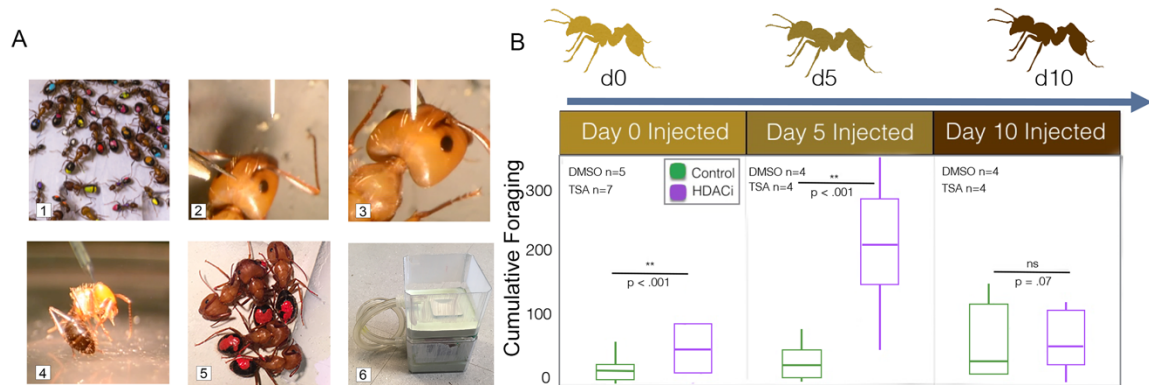 A
1
2
3
4
5
6
B
d0
d5
d10
Day 0 Injected
Day 5 Injected
Day 10 Injected
Cumulative Foraging
300
200
100
0
DMSO n=5
TSA n=7
Control
HDACi
**
p < .001
DMSO n=4
TSA n=4
**
p < .001
DMSO n=4
TSA n=4
ns
p = .07